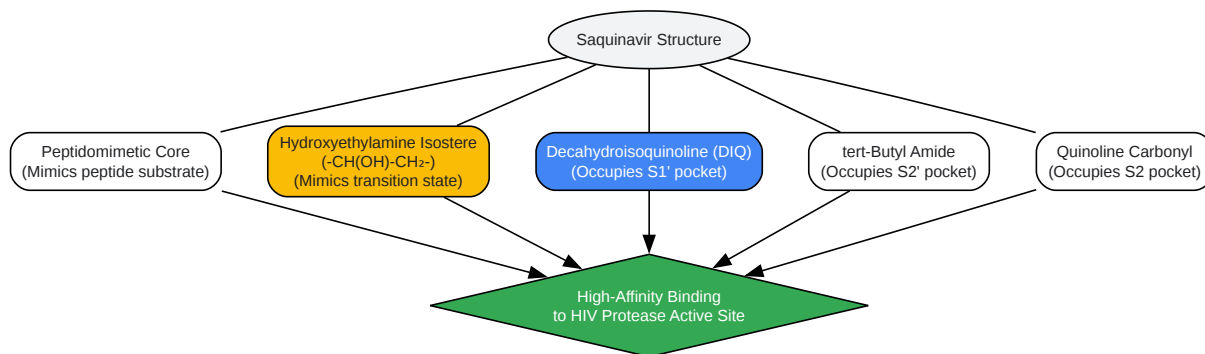 Saquinavir Structure
Peptidomimetic Core
(Mimics peptide substrate)
Hydroxyethylamine Isostere
(-CH(OH)-CH₂-)
(Mimics transition state)
Decahydroisoquinoline (DIQ)
(Occupies S1' pocket)
tert-Butyl Amide
(Occupies S2' pocket)
Quinoline Carbonyl
(Occupies S2 pocket)
High-Affinity Binding
to HIV Protease Active Site